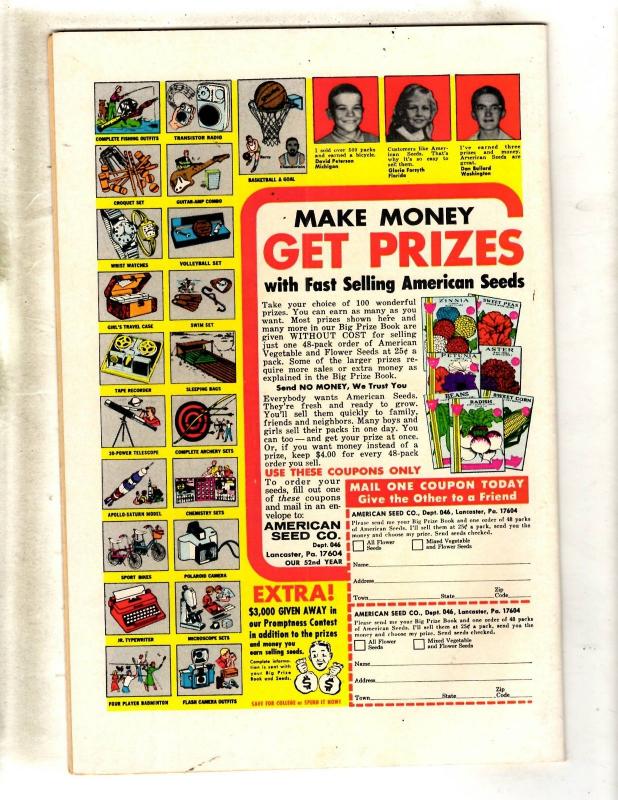 COMPLETE FISHING OUTFITS
TRANSISTOR RADIO
BASKETBALL & GOAL
I sold over 500 packs
and earned a bicycle.
David Peterson
Michigan
Customers like Amer-
ican Seeds. That's
why it's so easy to
sell them.
Gloria Forsyth
Florida
I've earned three
prizes and money.
American Seeds are
great.
Dan Bullard
Washington
CROQUET SET
GUITAR-AMP COMBO
WRIST WATCHES
VOLLEYBALL SET
GIRL'S TRAVEL CASE
SWIM SET
TAPE RECORDER
SLEEPING BAGS
30-POWER TELESCOPE
COMPLETE ARCHERY SETS
APOLLO-SATURN MODEL
CHEMISTRY SETS
SPORT BIKES
POLAROID CAMERA
JR. TYPEWRITER
MICROSCOPE SETS
FOUR PLAYER BADMINTON
FLASH CAMERA OUTFITS
MAKE MONEY
GET PRIZES
with Fast Selling American Seeds
Take your choice of 100 wonderful
prizes. You can earn as many as you
want. Most prizes shown here and
many more in our Big Prize Book are
given WITHOUT COST for selling
just one 48-pack order of American
Vegetable and Flower Seeds at 25¢ a
pack. Some of the larger prizes re-
quire more sales or extra money as
explained in the Big Prize Book.
Send NO MONEY, We Trust You
Everybody wants American Seeds.
They're fresh and ready to grow.
You'll sell them quickly to family,
friends and neighbors. Many boys and
girls sell their packs in one day. You
can too—and get your prize at once.
Or, if you want money instead of a
prize, keep $4.00 for every 48-pack
order you sell.
ZINNIA
SWEET PEAS
PETUNIA
ASTER
BEANS
RADISH
SWEET CORN
USE THESE COUPONS ONLY
To order your
seeds, fill out one
of these coupons
and mail in an en-
velope to:
AMERICAN
SEED CO.
Dept. 046
Lancaster, Pa. 17604
OUR 52nd YEAR
EXTRA!
$3,000 GIVEN AWAY in
our Promptness Contest
in addition to the prizes
and money you
earn selling seeds.
Complete informa-
tion is sent with
your Big Prize
Book and Seeds.
$ $
SAVE FOR COLLEGE or SPEND IT NOW!
MAIL ONE COUPON TODAY
Give the Other to a Friend
AMERICAN SEED CO., Dept. 046, Lancaster, Pa. 17604
Please send me your Big Prize Book and one order of 48 packs
of American Seeds. I'll sell them at 25¢ a pack, send you the
money and choose my prize. Send seeds checked.
All Flower Seeds
Mixed Vegetable and Flower Seeds
Name
Address
Town State Zip Code
AMERICAN SEED CO., Dept. 046, Lancaster, Pa. 17604
Please send me your Big Prize Book and one order of 48 packs
of American Seeds. I'll sell them at 25¢ a pack, send you the
money and choose my prize. Send seeds checked.
All Flower Seeds
Mixed Vegetable and Flower Seeds
Name
Address
Town State Zip Code